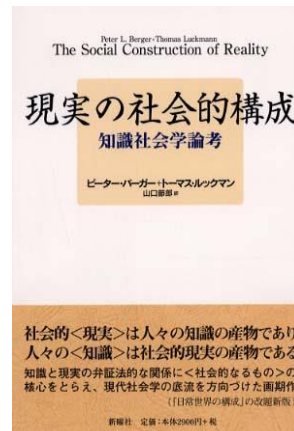 Peter L. Berger+Thomas Luckmann
The Social Construction of Reality
現実の社会的構成
知識社会学論考
ピーター・バーガー+トーマス・ルックマン
山口節郎 訳
社会的<現実>は人々の知識の産物であり
人々の<知識>は社会的現実の産物である
知識と現実の弁証法的な関係に<社会的なるもの>の
核心をとらえ、現代社会学の底流を方向づけた画期作
(『日常世界の構成』の改題新版)
新曜社 定価:本体2900円+税